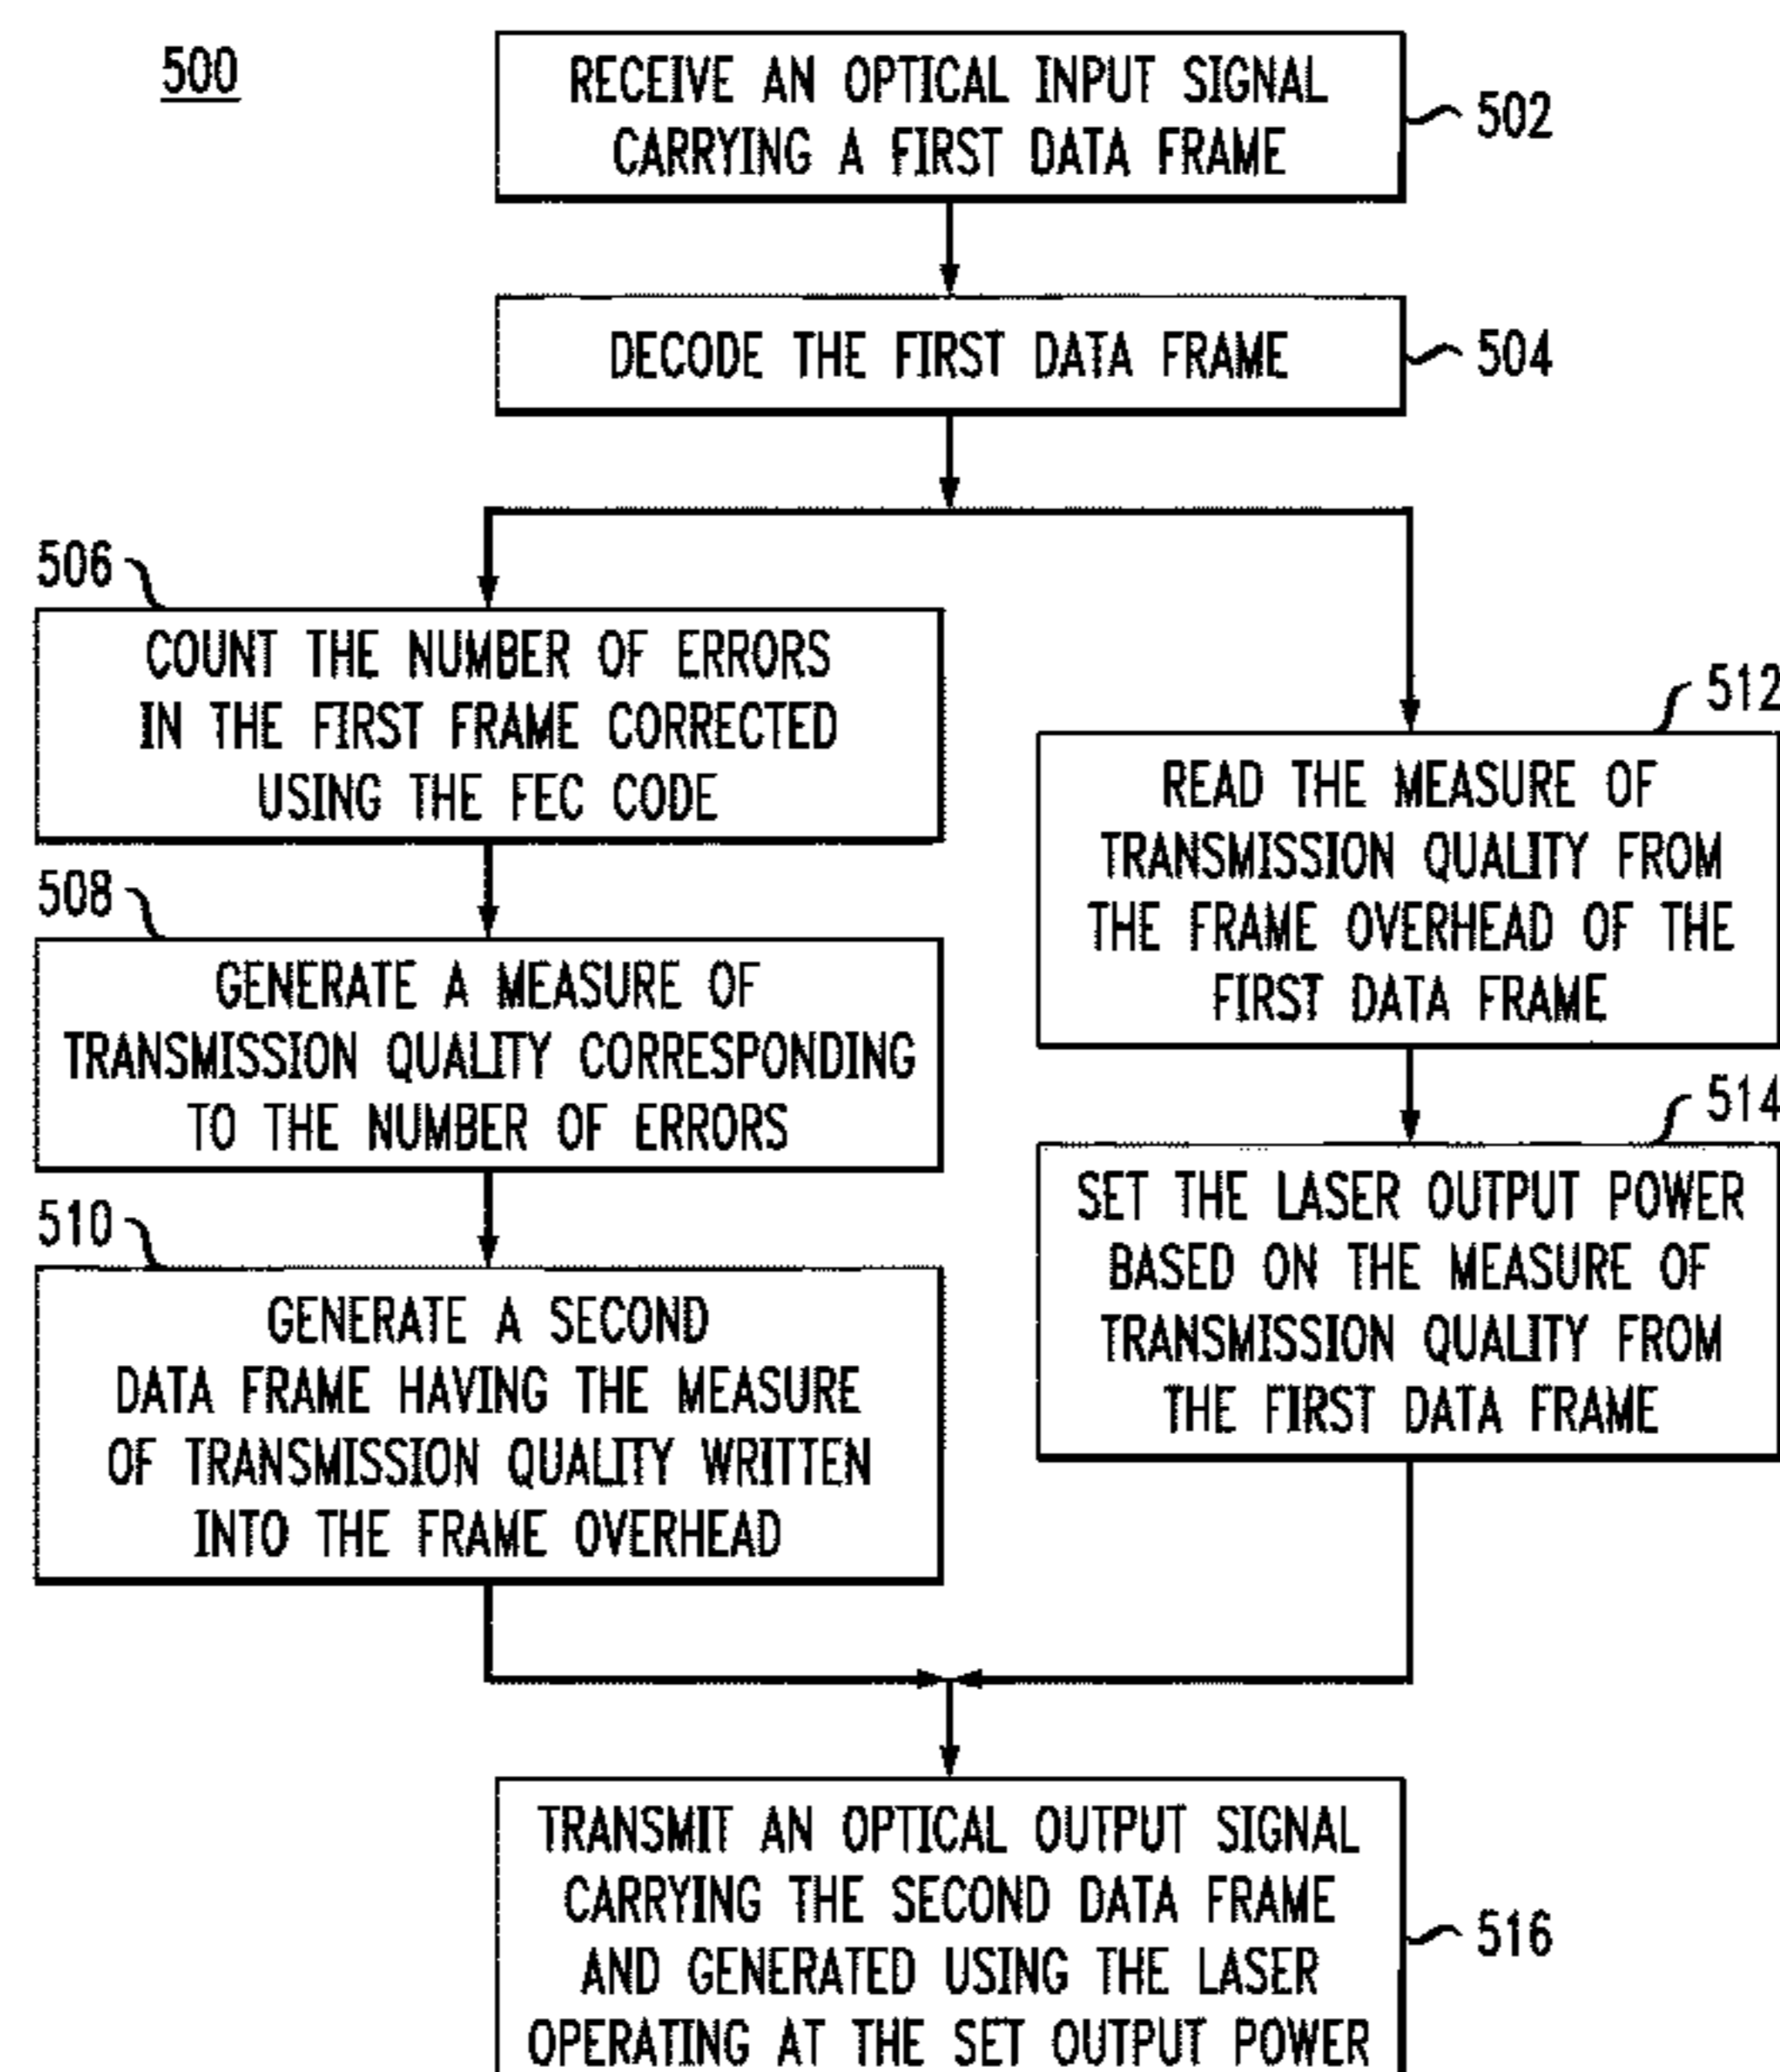 500
RECEIVE AN OPTICAL INPUT SIGNAL
CARRYING A FIRST DATA FRAME
502
DECODE THE FIRST DATA FRAME
504
506
COUNT THE NUMBER OF ERRORS
IN THE FIRST FRAME CORRECTED
USING THE FEC CODE
508
GENERATE A MEASURE OF
TRANSMISSION QUALITY CORRESPONDING
TO THE NUMBER OF ERRORS
510
GENERATE A SECOND
DATA FRAME HAVING THE MEASURE
OF TRANSMISSION QUALITY WRITTEN
INTO THE FRAME OVERHEAD
512
READ THE MEASURE OF
TRANSMISSION QUALITY FROM
THE FRAME OVERHEAD OF THE
FIRST DATA FRAME
514
SET THE LASER OUTPUT POWER
BASED ON THE MEASURE OF
TRANSMISSION QUALITY FROM
THE FIRST DATA FRAME
TRANSMIT AN OPTICAL OUTPUT SIGNAL
CARRYING THE SECOND DATA FRAME
AND GENERATED USING THE LASER
OPERATING AT THE SET OUTPUT POWER
516